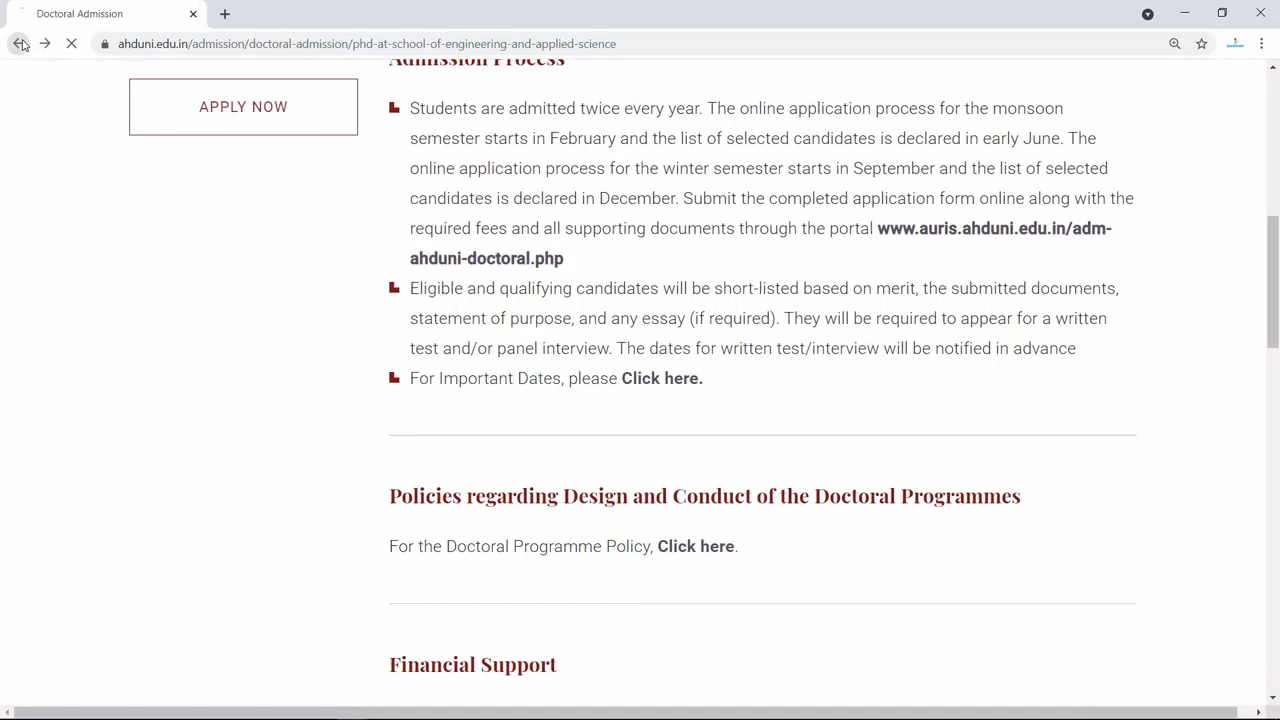 Doctoral Admission
ahduni.edu.in/admission/doctoral-admission/phd-at-school-of-engineering-and-applied-science
Admission Process
APPLY NOW
Students are admitted twice every year. The online application process for the monsoon
semester starts in February and the list of selected candidates is declared in early June. The
online application process for the winter semester starts in September and the list of selected
candidates is declared in December. Submit the completed application form online along with the
required fees and all supporting documents through the portal www.auris.ahduni.edu.in/adm-
ahduni-doctoral.php
Eligible and qualifying candidates will be short-listed based on merit, the submitted documents,
statement of purpose, and any essay (if required). They will be required to appear for a written
test and/or panel interview. The dates for written test/interview will be notified in advance
For Important Dates, please Click here.
Policies regarding Design and Conduct of the Doctoral Programmes
For the Doctoral Programme Policy, Click here.
Financial Support